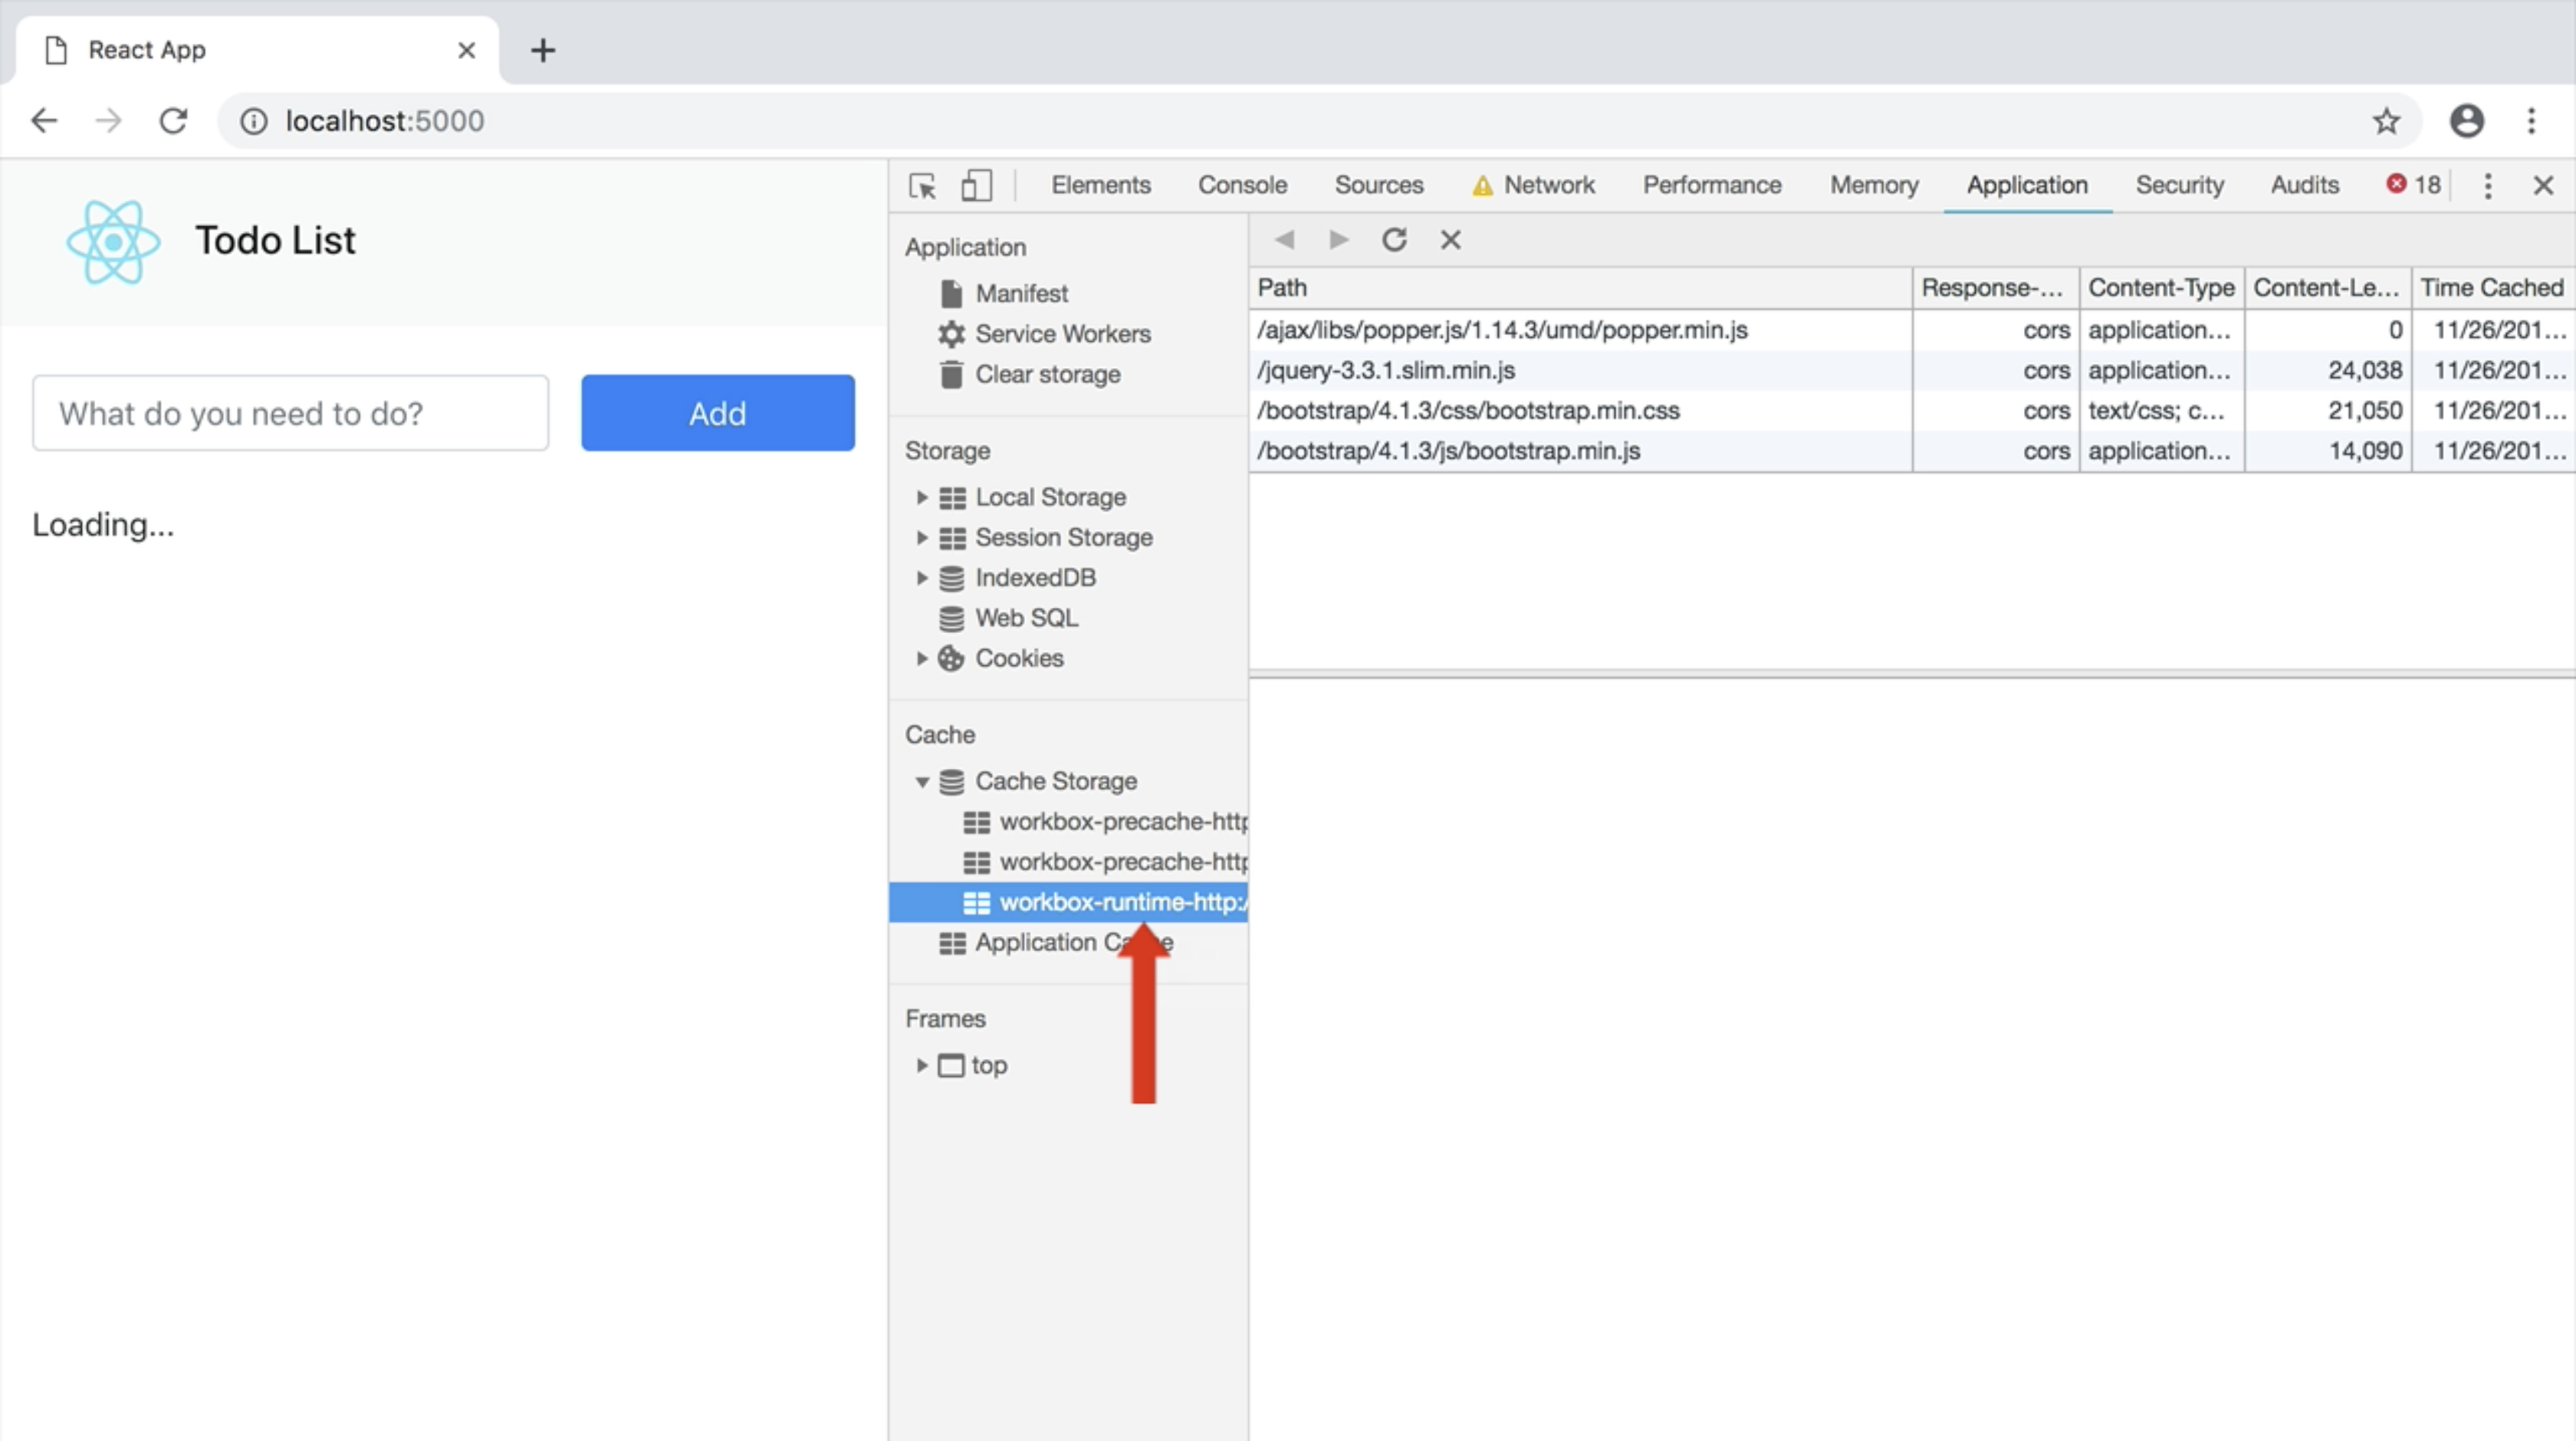 React App
localhost:5000
Todo List
What do you need to do?
Add
Loading...
Elements Console Sources Network Performance Memory Application Security Audits 18
Application
Manifest
Service Workers
Clear storage
Storage
Local Storage
Session Storage
IndexedDB
Web SQL
Cookies
Cache
Cache Storage
workbox-precache-http
workbox-precache-http
workbox-runtime-http:/
Application
Frames
top
Path Response-... Content-Type Content-Le... Time Cached
/ajax/libs/popper.js/1.14.3/umd/popper.min.js cors application... 0 11/26/201...
/jquery-3.3.1.slim.min.js cors application... 24,038 11/26/201...
/bootstrap/4.1.3/css/bootstrap.min.css cors text/css; c... 21,050 11/26/201...
/bootstrap/4.1.3/js/bootstrap.min.js cors application... 14,090 11/26/201...